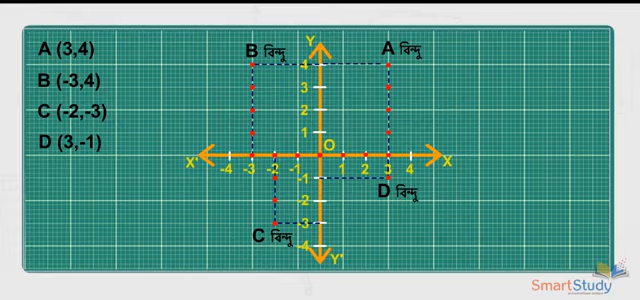 A (3,4)
B (-3,4)
C (-2,-3)
D (3,-1)
Y
B বিন্দু
A বিন্দু
4
3
2
1
O
X'
-4 -3 -2 -1 1 2 3 4
X
-1
D বিন্দু
-2
-3
C বিন্দু
-4
Y'
SmartStudy